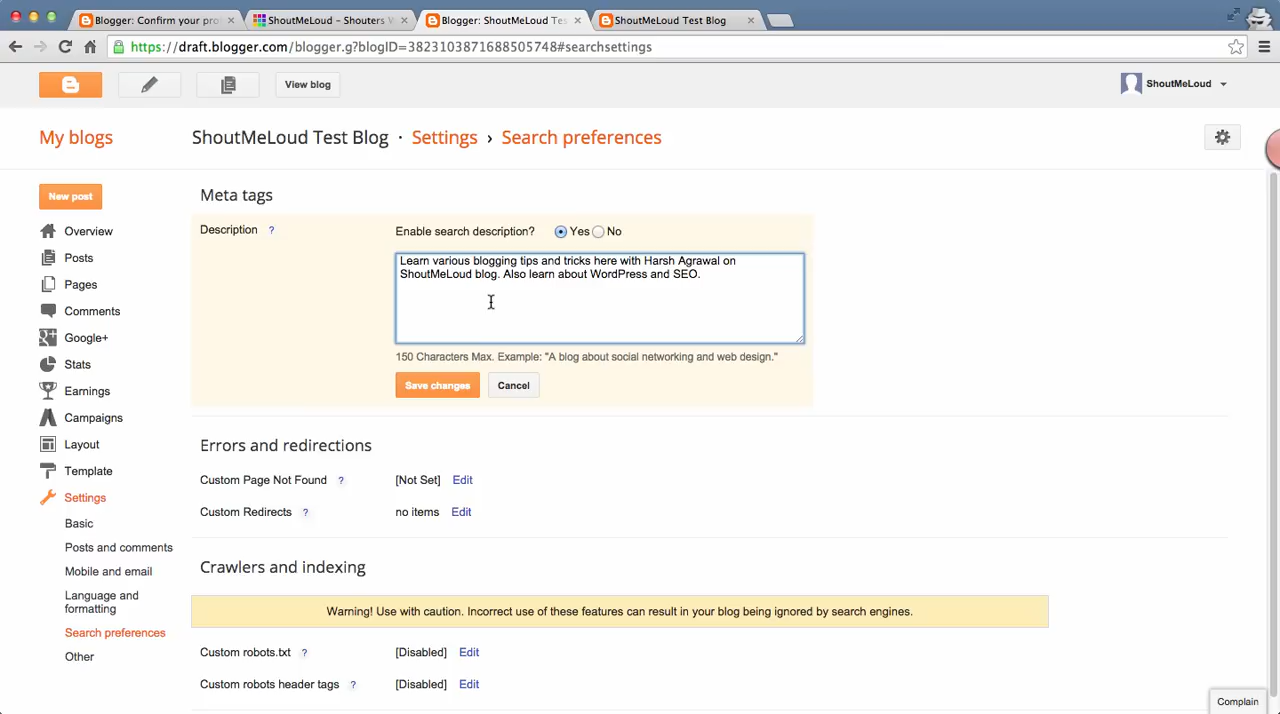 Blogger: Confirm your pro
ShoutMeLoud - Shouters W
Blogger: ShoutMeLoud Tes
ShoutMeLoud Test Blog
https://draft.blogger.com/blogger.g?blogID=3823103871688505748#searchsettings
View blog
ShoutMeLoud
My blogs
ShoutMeLoud Test Blog · Settings › Search preferences
New post
Overview
Posts
Pages
Comments
Google+
Stats
Earnings
Campaigns
Layout
Template
Settings
Basic
Posts and comments
Mobile and email
Language and
formatting
Search preferences
Other
Meta tags
Description ?
Enable search description? Yes No
Learn various blogging tips and tricks here with Harsh Agrawal on
ShoutMeLoud blog. Also learn about WordPress and SEO.
150 Characters Max. Example: "A blog about social networking and web design."
Save changes Cancel
Errors and redirections
Custom Page Not Found ? [Not Set] Edit
Custom Redirects ? no items Edit
Crawlers and indexing
Warning! Use with caution. Incorrect use of these features can result in your blog being ignored by search engines.
Custom robots.txt ? [Disabled] Edit
Custom robots header tags ? [Disabled] Edit
Complain